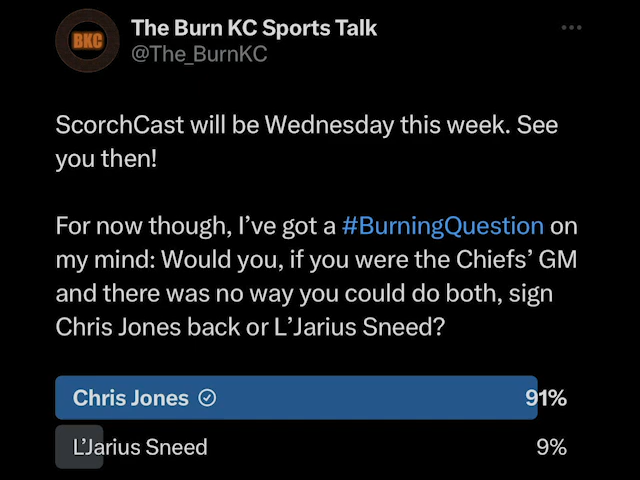 BKC
The Burn KC Sports Talk
@The_BurnKC
ScorchCast will be Wednesday this week. See
you then!
For now though, I’ve got a #BurningQuestion on
my mind: Would you, if you were the Chiefs’ GM
and there was no way you could do both, sign
Chris Jones back or L’Jarius Sneed?
Chris Jones 91%
L’Jarius Sneed 9%